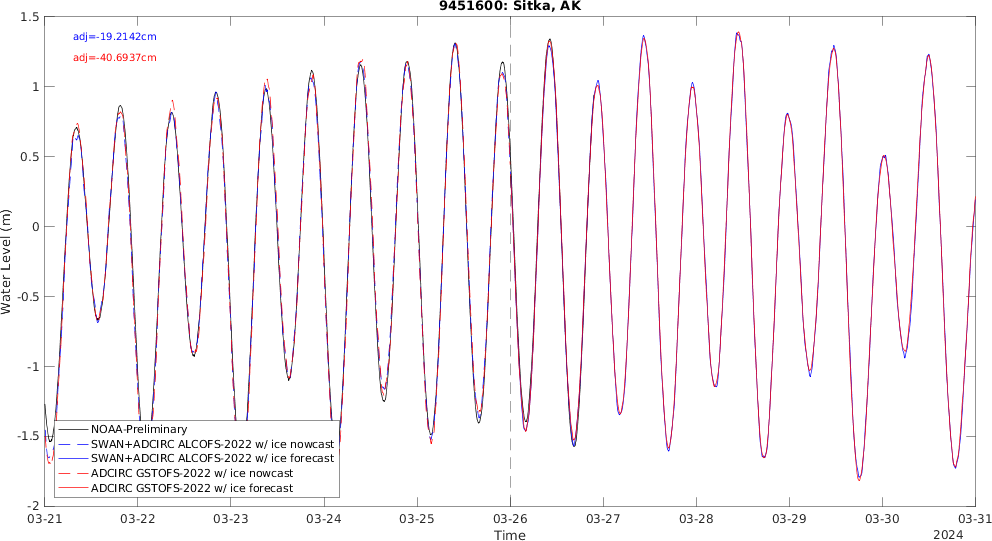 9451600: Sitka, AK
adj=-19.2142cm
adj=-40.6937cm
Water Level (m)
1.5
1
0.5
0
-0.5
-1
-1.5
-2
NOAA-Preliminary
SWAN+ADCIRC ALCOFS-2022 w/ ice nowcast
SWAN+ADCIRC ALCOFS-2022 w/ ice forecast
ADCIRC GSTOFS-2022 w/ ice nowcast
ADCIRC GSTOFS-2022 w/ ice forecast
03-21 03-22 03-23 03-24 03-25 03-26 03-27 03-28 03-29 03-30 03-31
Time
2024